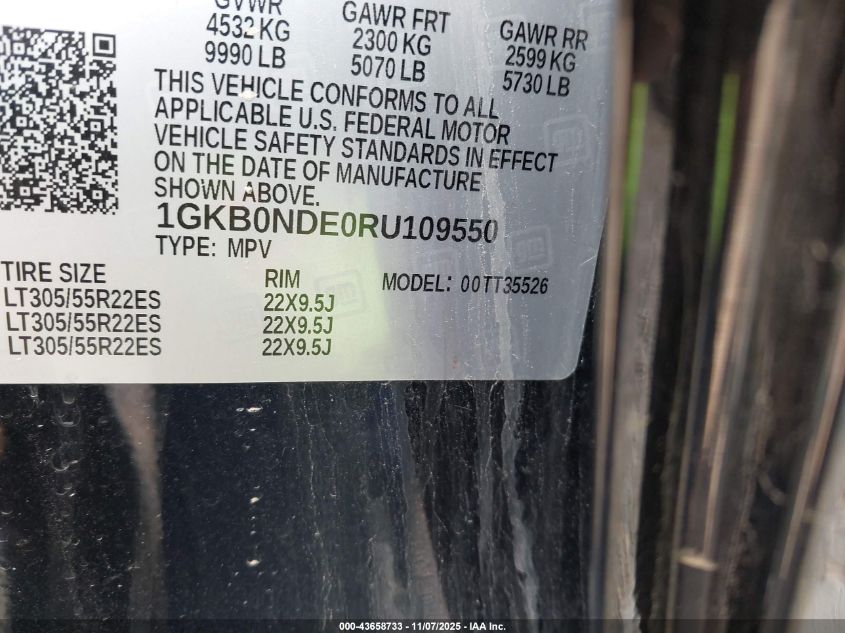 GVWR GAWR FRT GAWR RR
4532 KG 2300 KG 2599 KG
9990 LB 5070 LB 5730 LB
THIS VEHICLE CONFORMS TO ALL
APPLICABLE U.S. FEDERAL MOTOR
VEHICLE SAFETY STANDARDS IN EFFECT
ON THE DATE OF MANUFACTURE
SHOWN ABOVE.
1GKB0NDE0RU109550
TYPE: MPV
TIRE SIZE RIM MODEL: 00TT35526
LT305/55R22ES 22X9.5J
LT305/55R22ES 22X9.5J
LT305/55R22ES 22X9.5J
000-43658733 - 11/07/2025 - IAA Inc.